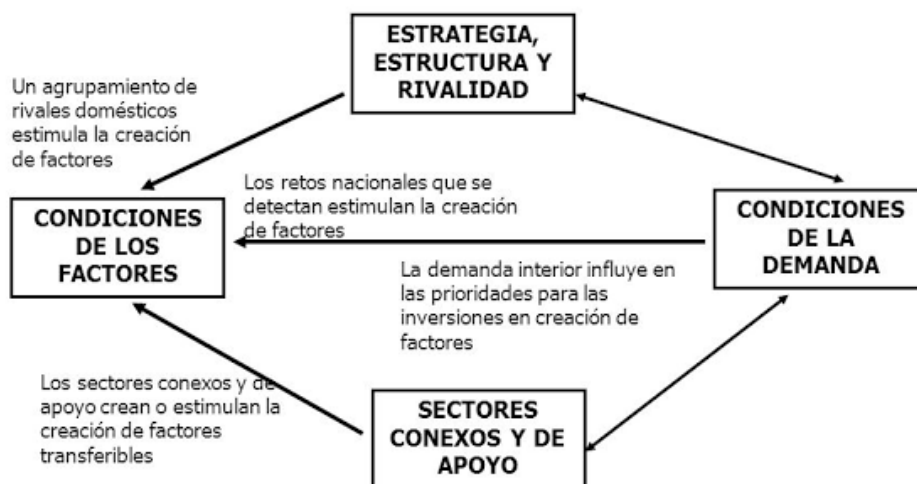 ESTRATEGIA,
ESTRUCTURA Y
RIVALIDAD
Un agrupamiento de
rivales domésticos
estimula la creación
de factores
Los retos nacionales que se
detectan estimulan la creación
de factores
CONDICIONES
DE LOS
FACTORES
CONDICIONES
DE LA
DEMANDA
La demanda interior influye en
las prioridades para las
inversiones en creación de
factores
Los sectores conexos y de
apoyo crean o estimulan la
creación de factores
transferibles
SECTORES
CONEXOS Y DE
APOYO